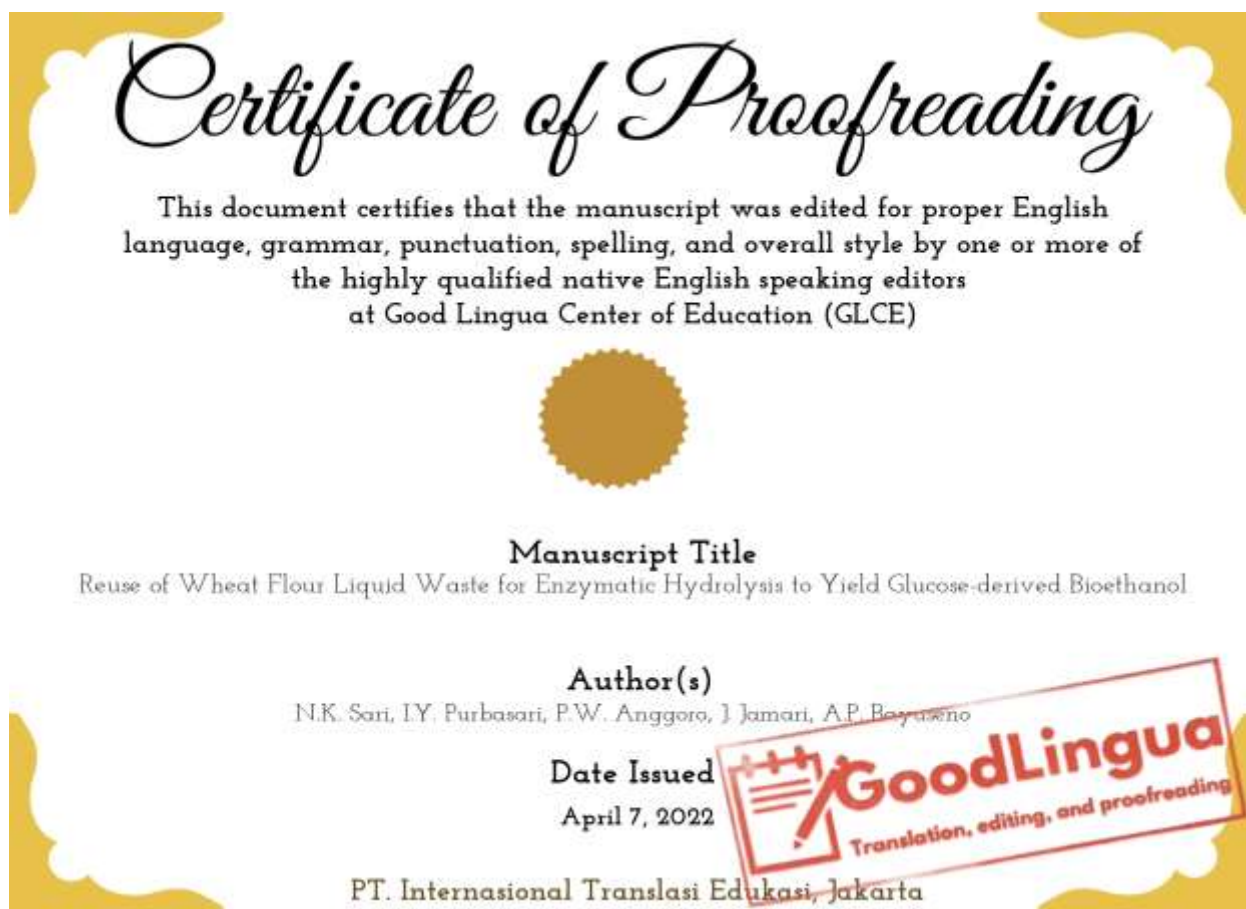 Certificate of Proofreading
This document certifies that the manuscript was edited for proper English
language, grammar, punctuation, spelling, and overall style by one or more of
the highly qualified native English speaking editors
at Good Lingua Center of Education (GLCE)
Manuscript Title
Reuse of Wheat Flour Liquid Waste for Enzymatic Hydrolysis to Yield Glucose-derived Bioethanol
Author(s)
N.K. Sari, I.Y. Purbasari, P.W. Anggoro, J. Jamari, A.P. Bayuseno
Date Issued
April 7, 2022
GoodLingua
Translation, editing, and proofreading
PT. Internasional Translasi Edukasi, Jakarta